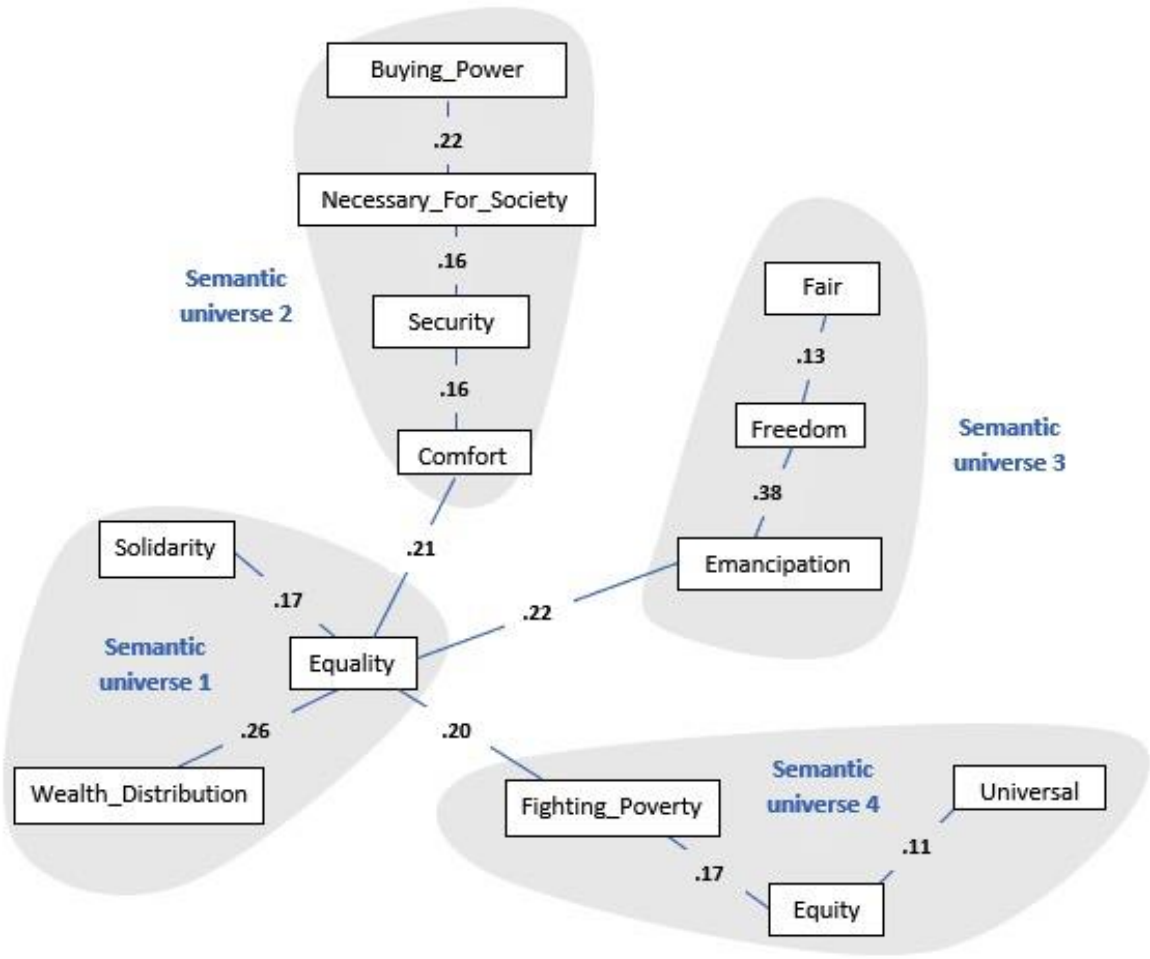 Buying_Power
.22
Necessary_For_Society
.16
Semantic
universe 2
Security
.16
Comfort
Fair
.13
Freedom
Semantic
universe 3
.38
Emancipation
Solidarity
.21
.17
.22
Semantic
universe 1
Equality
.26
.20
Wealth_Distribution
Fighting_Poverty
Semantic
universe 4
Universal
.17
.11
Equity